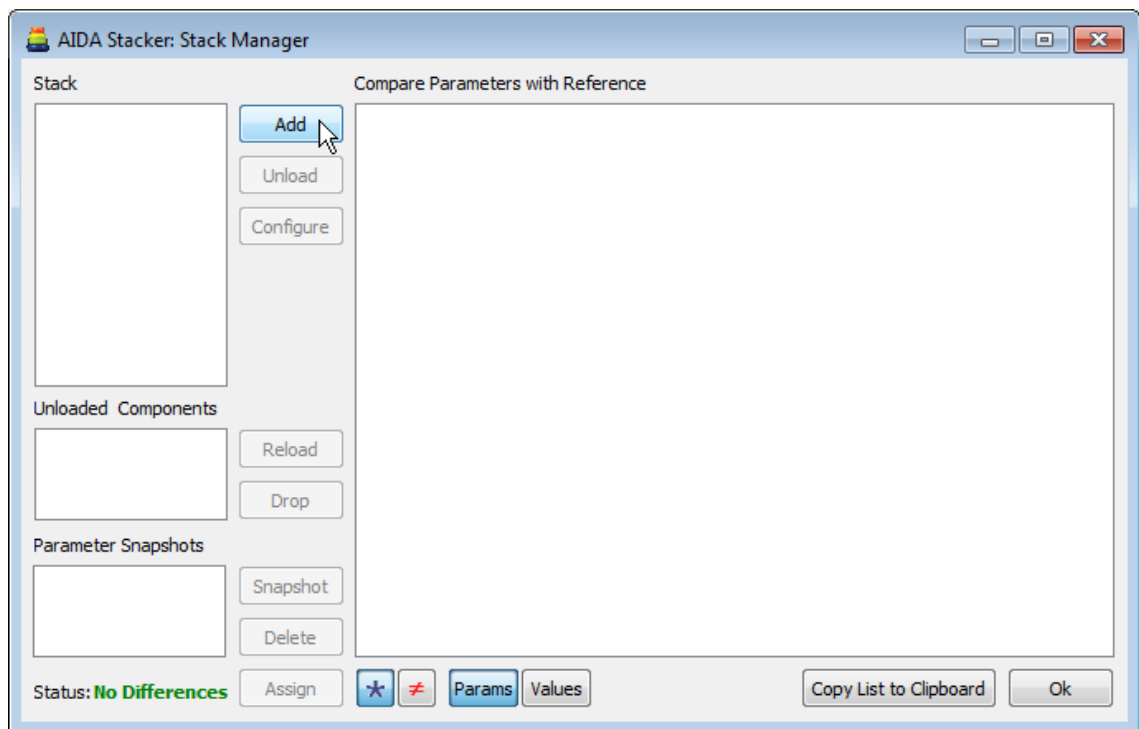 AIDA Stacker: Stack Manager
Stack
Compare Parameters with Reference
Add
Unload
Configure
Unloaded Components
Reload
Drop
Parameter Snapshots
Snapshot
Delete
Status: No Differences
Assign
* ≠ Params Values
Copy List to Clipboard
Ok